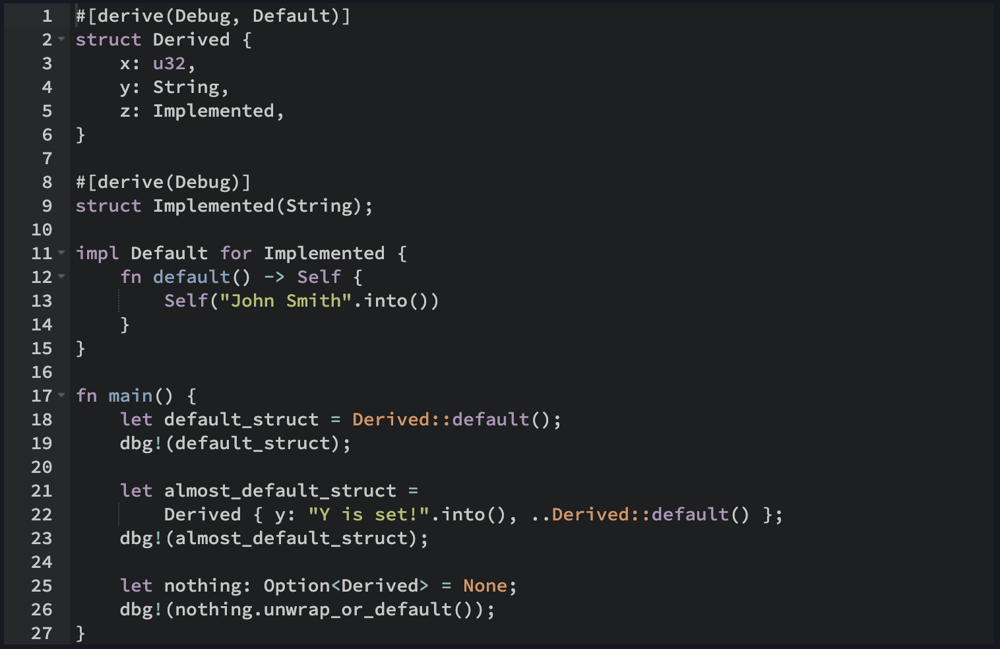 1 #[derive(Debug, Default)]
2 struct Derived {
3     x: u32,
4     y: String,
5     z: Implemented,
6 }
7
8 #[derive(Debug)]
9 struct Implemented(String);
10
11 impl Default for Implemented {
12     fn default() -> Self {
13         Self("John Smith".into())
14     }
15 }
16
17 fn main() {
18     let default_struct = Derived::default();
19     dbg!(default_struct);
20
21     let almost_default_struct =
22         Derived { y: "Y is set!".into(), ..Derived::default() };
23     dbg!(almost_default_struct);
24
25     let nothing: Option<Derived> = None;
26     dbg!(nothing.unwrap_or_default());
27 }